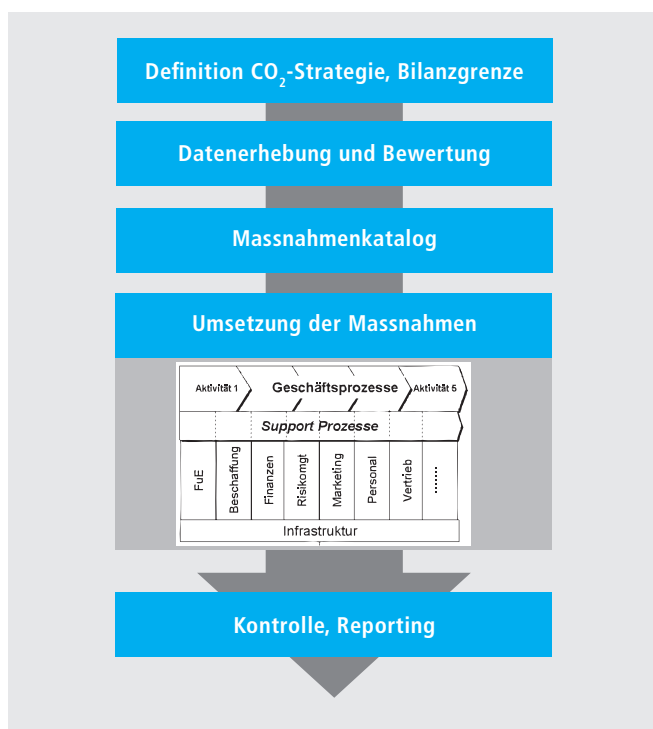 Definition CO₂-Strategie, Bilanzgrenze
Datenerhebung und Bewertung
Massnahmenkatalog
Umsetzung der Massnahmen
Aktivität 1 Geschäftsprozesse Aktivität 5
Support Prozesse
FuE
Beschaffung
Finanzen
Risikomgt
Marketing
Personal
Vertrieb
.......
Infrastruktur
Kontrolle, Reporting